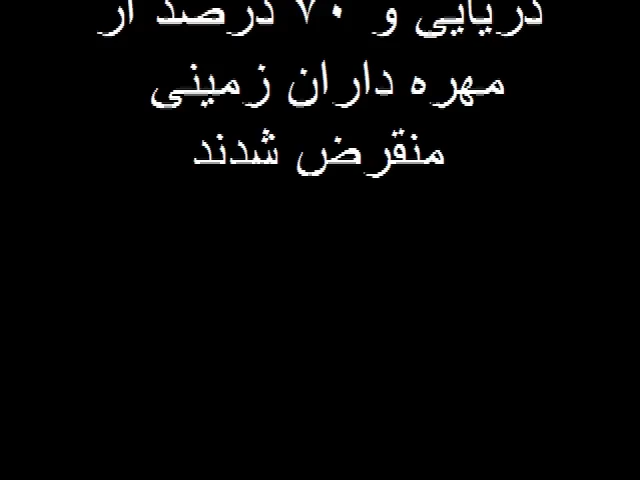 دریایی و ۷۰ درصد از
مهره داران زمینی
منقرض شدند